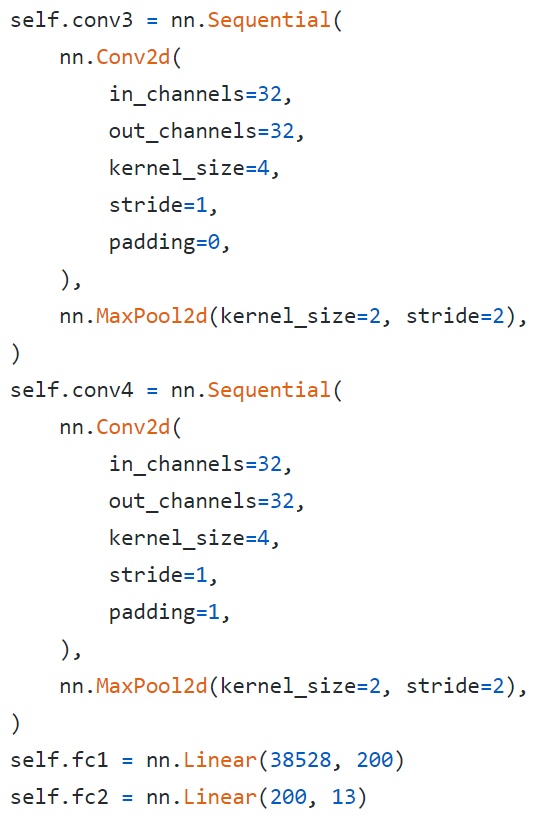 self.conv3 = nn.Sequential(
    nn.Conv2d(
        in_channels=32,
        out_channels=32,
        kernel_size=4,
        stride=1,
        padding=0,
    ),
    nn.MaxPool2d(kernel_size=2, stride=2),
)
self.conv4 = nn.Sequential(
    nn.Conv2d(
        in_channels=32,
        out_channels=32,
        kernel_size=4,
        stride=1,
        padding=1,
    ),
    nn.MaxPool2d(kernel_size=2, stride=2),
)
self.fc1 = nn.Linear(38528, 200)
self.fc2 = nn.Linear(200, 13)